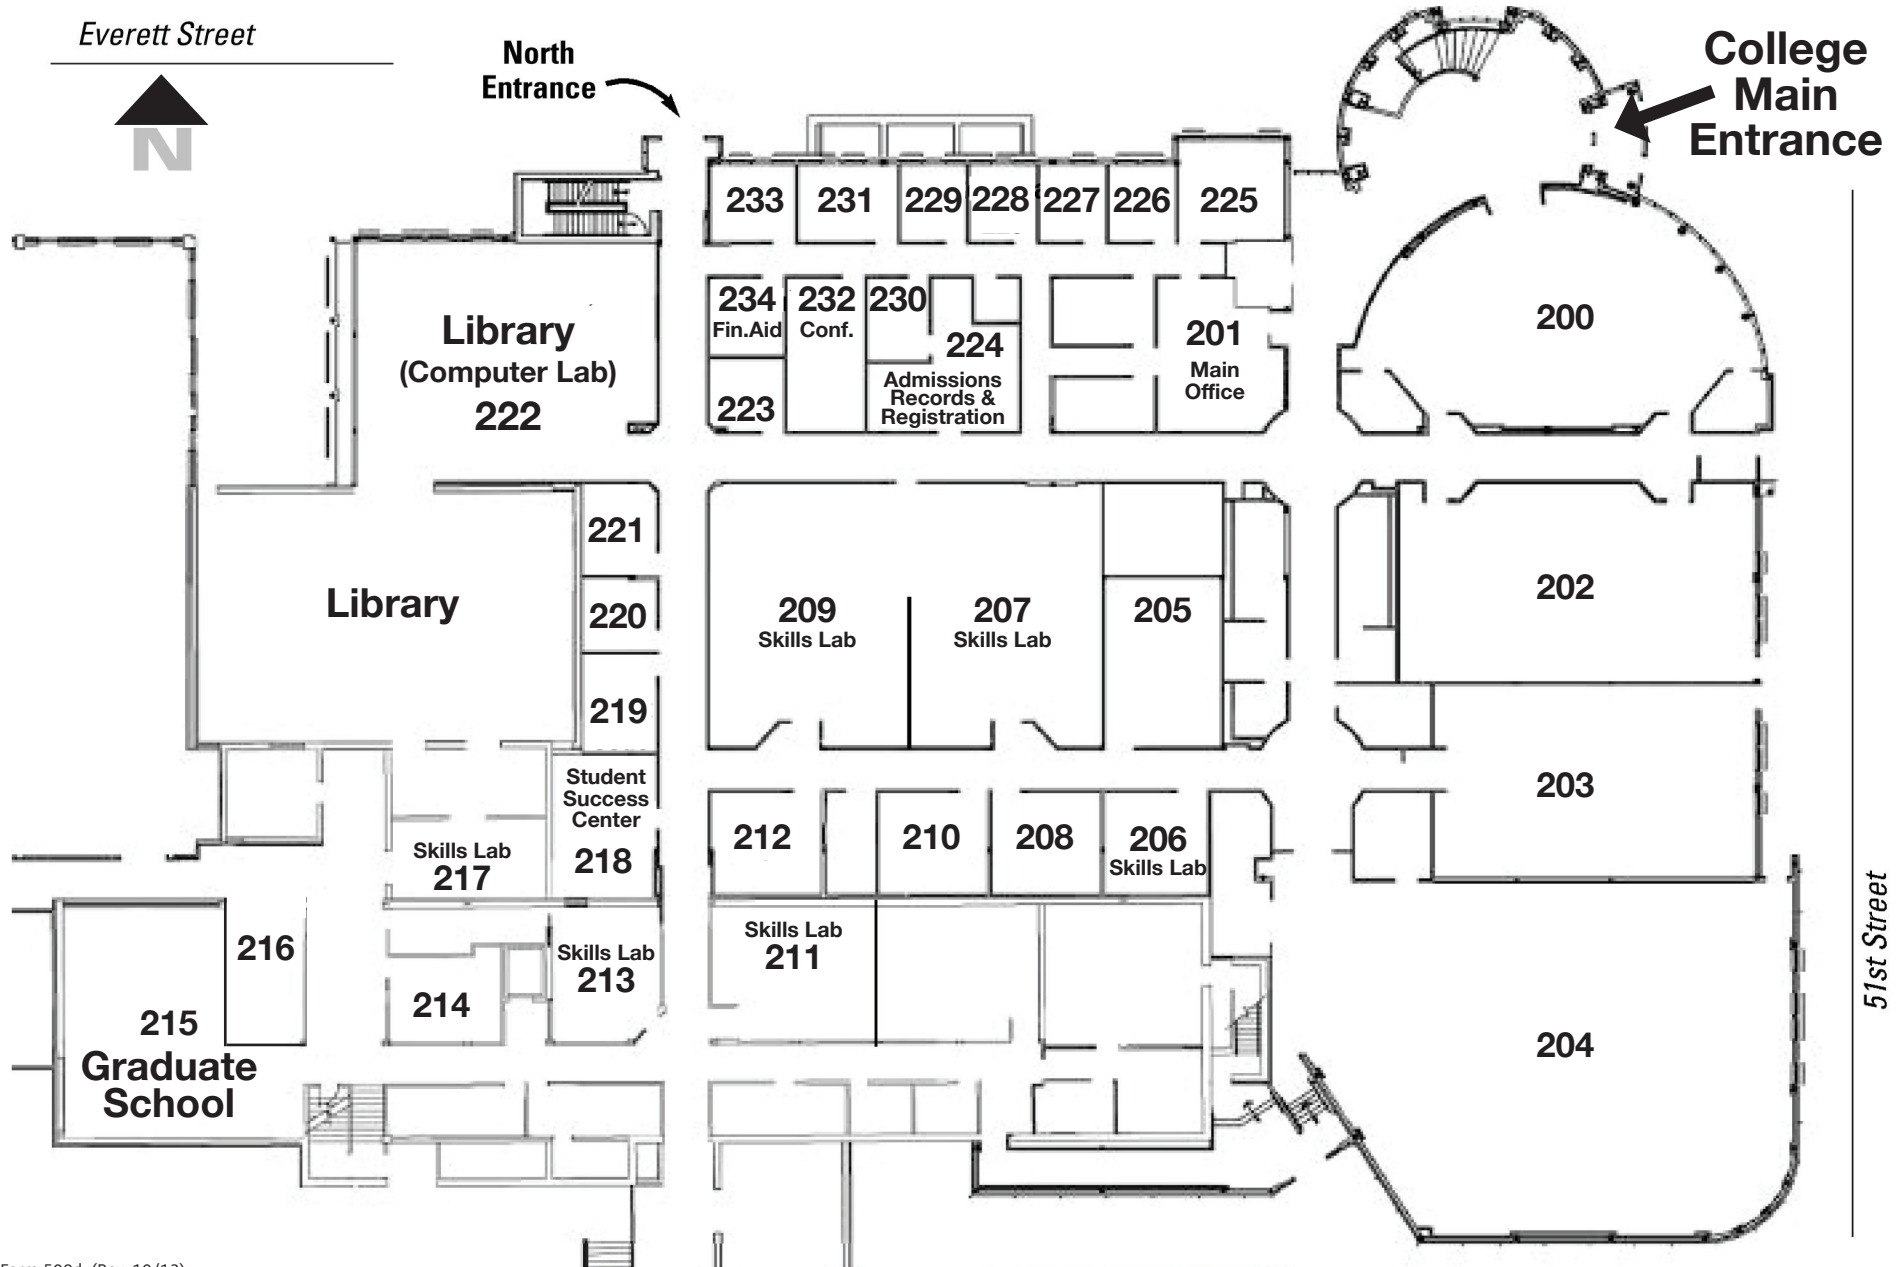 Everett Street
N
North
Entrance
College
Main
Entrance
233
231
229
228
227
226
225
234
Fin.Aid
232
Conf.
230
224
Admissions
Records &
Registration
223
201
Main
Office
200
Library
(Computer Lab)
222
221
220
219
Library
209
Skills Lab
207
Skills Lab
205
202
203
Student
Success
Center
218
Skills Lab
217
212
210
208
206
Skills Lab
216
215
Graduate
School
214
Skills Lab
213
Skills Lab
211
204
51st Street